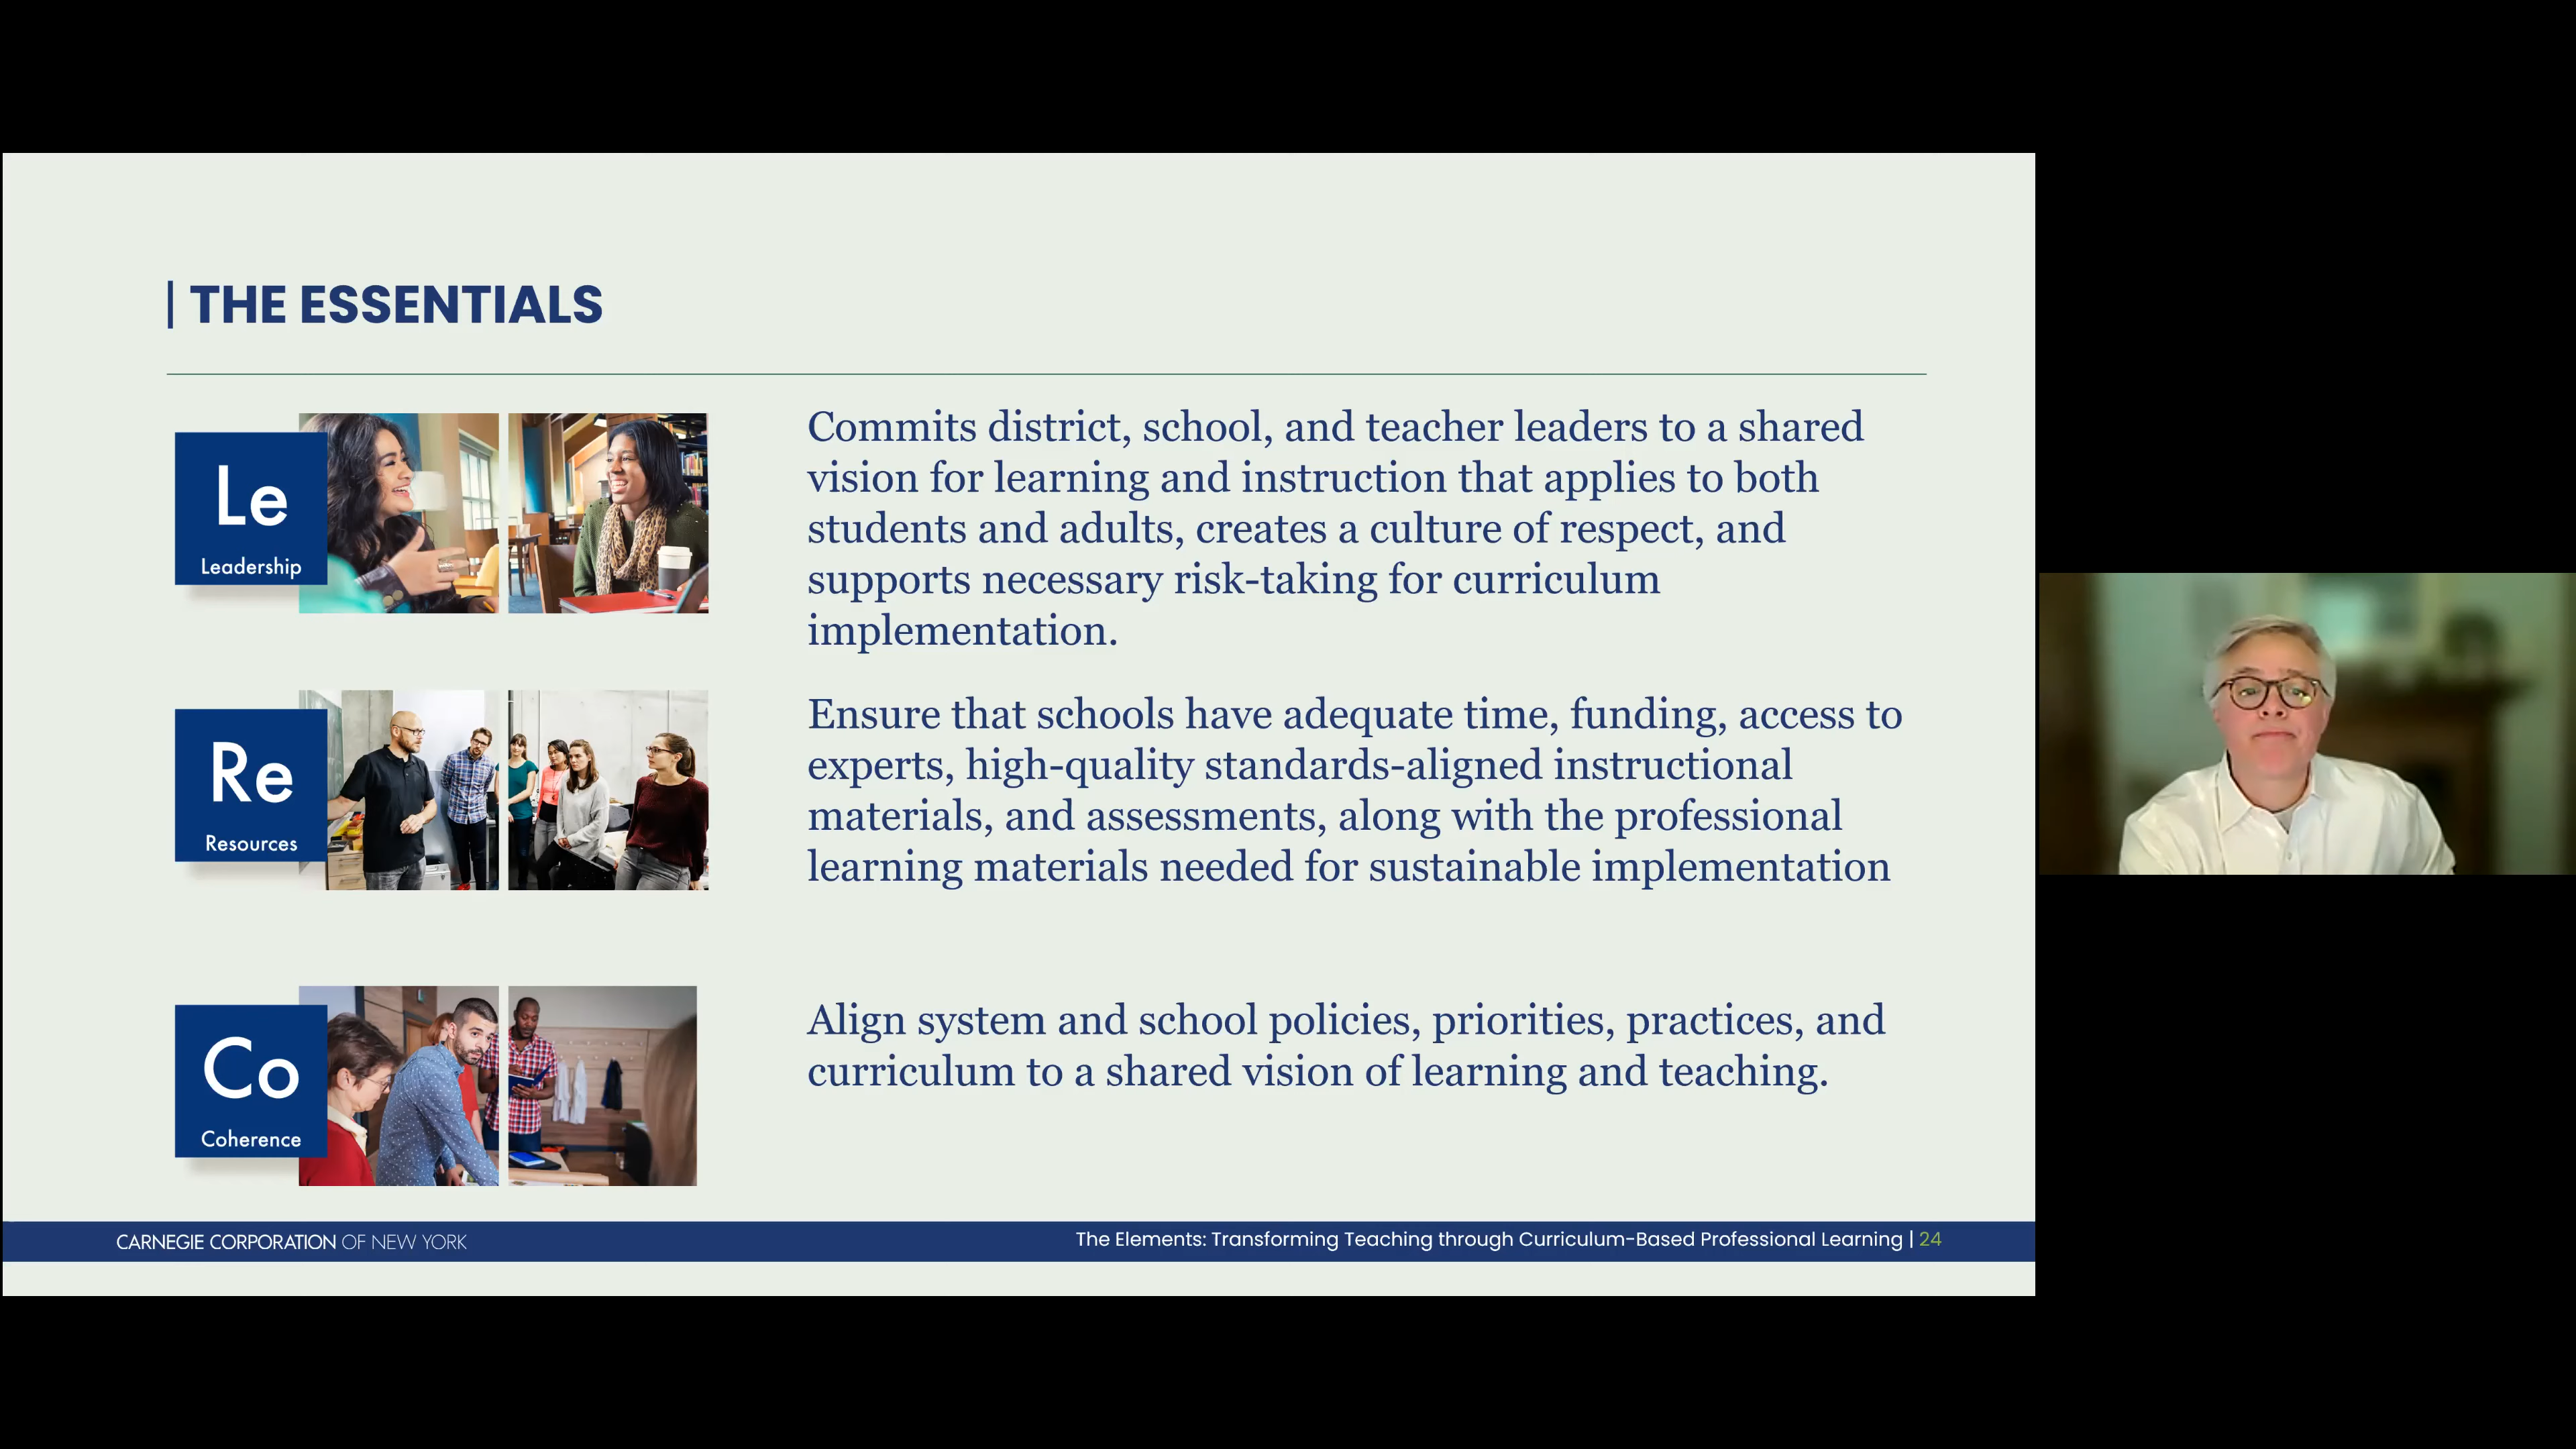 | THE ESSENTIALS
Le
Leadership
Commits district, school, and teacher leaders to a shared
vision for learning and instruction that applies to both
students and adults, creates a culture of respect, and
supports necessary risk-taking for curriculum
implementation.
Re
Resources
Ensure that schools have adequate time, funding, access to
experts, high-quality standards-aligned instructional
materials, and assessments, along with the professional
learning materials needed for sustainable implementation
Co
Coherence
Align system and school policies, priorities, practices, and
curriculum to a shared vision of learning and teaching.
CARNEGIE CORPORATION OF NEW YORK
The Elements: Transforming Teaching through Curriculum-Based Professional Learning | 24